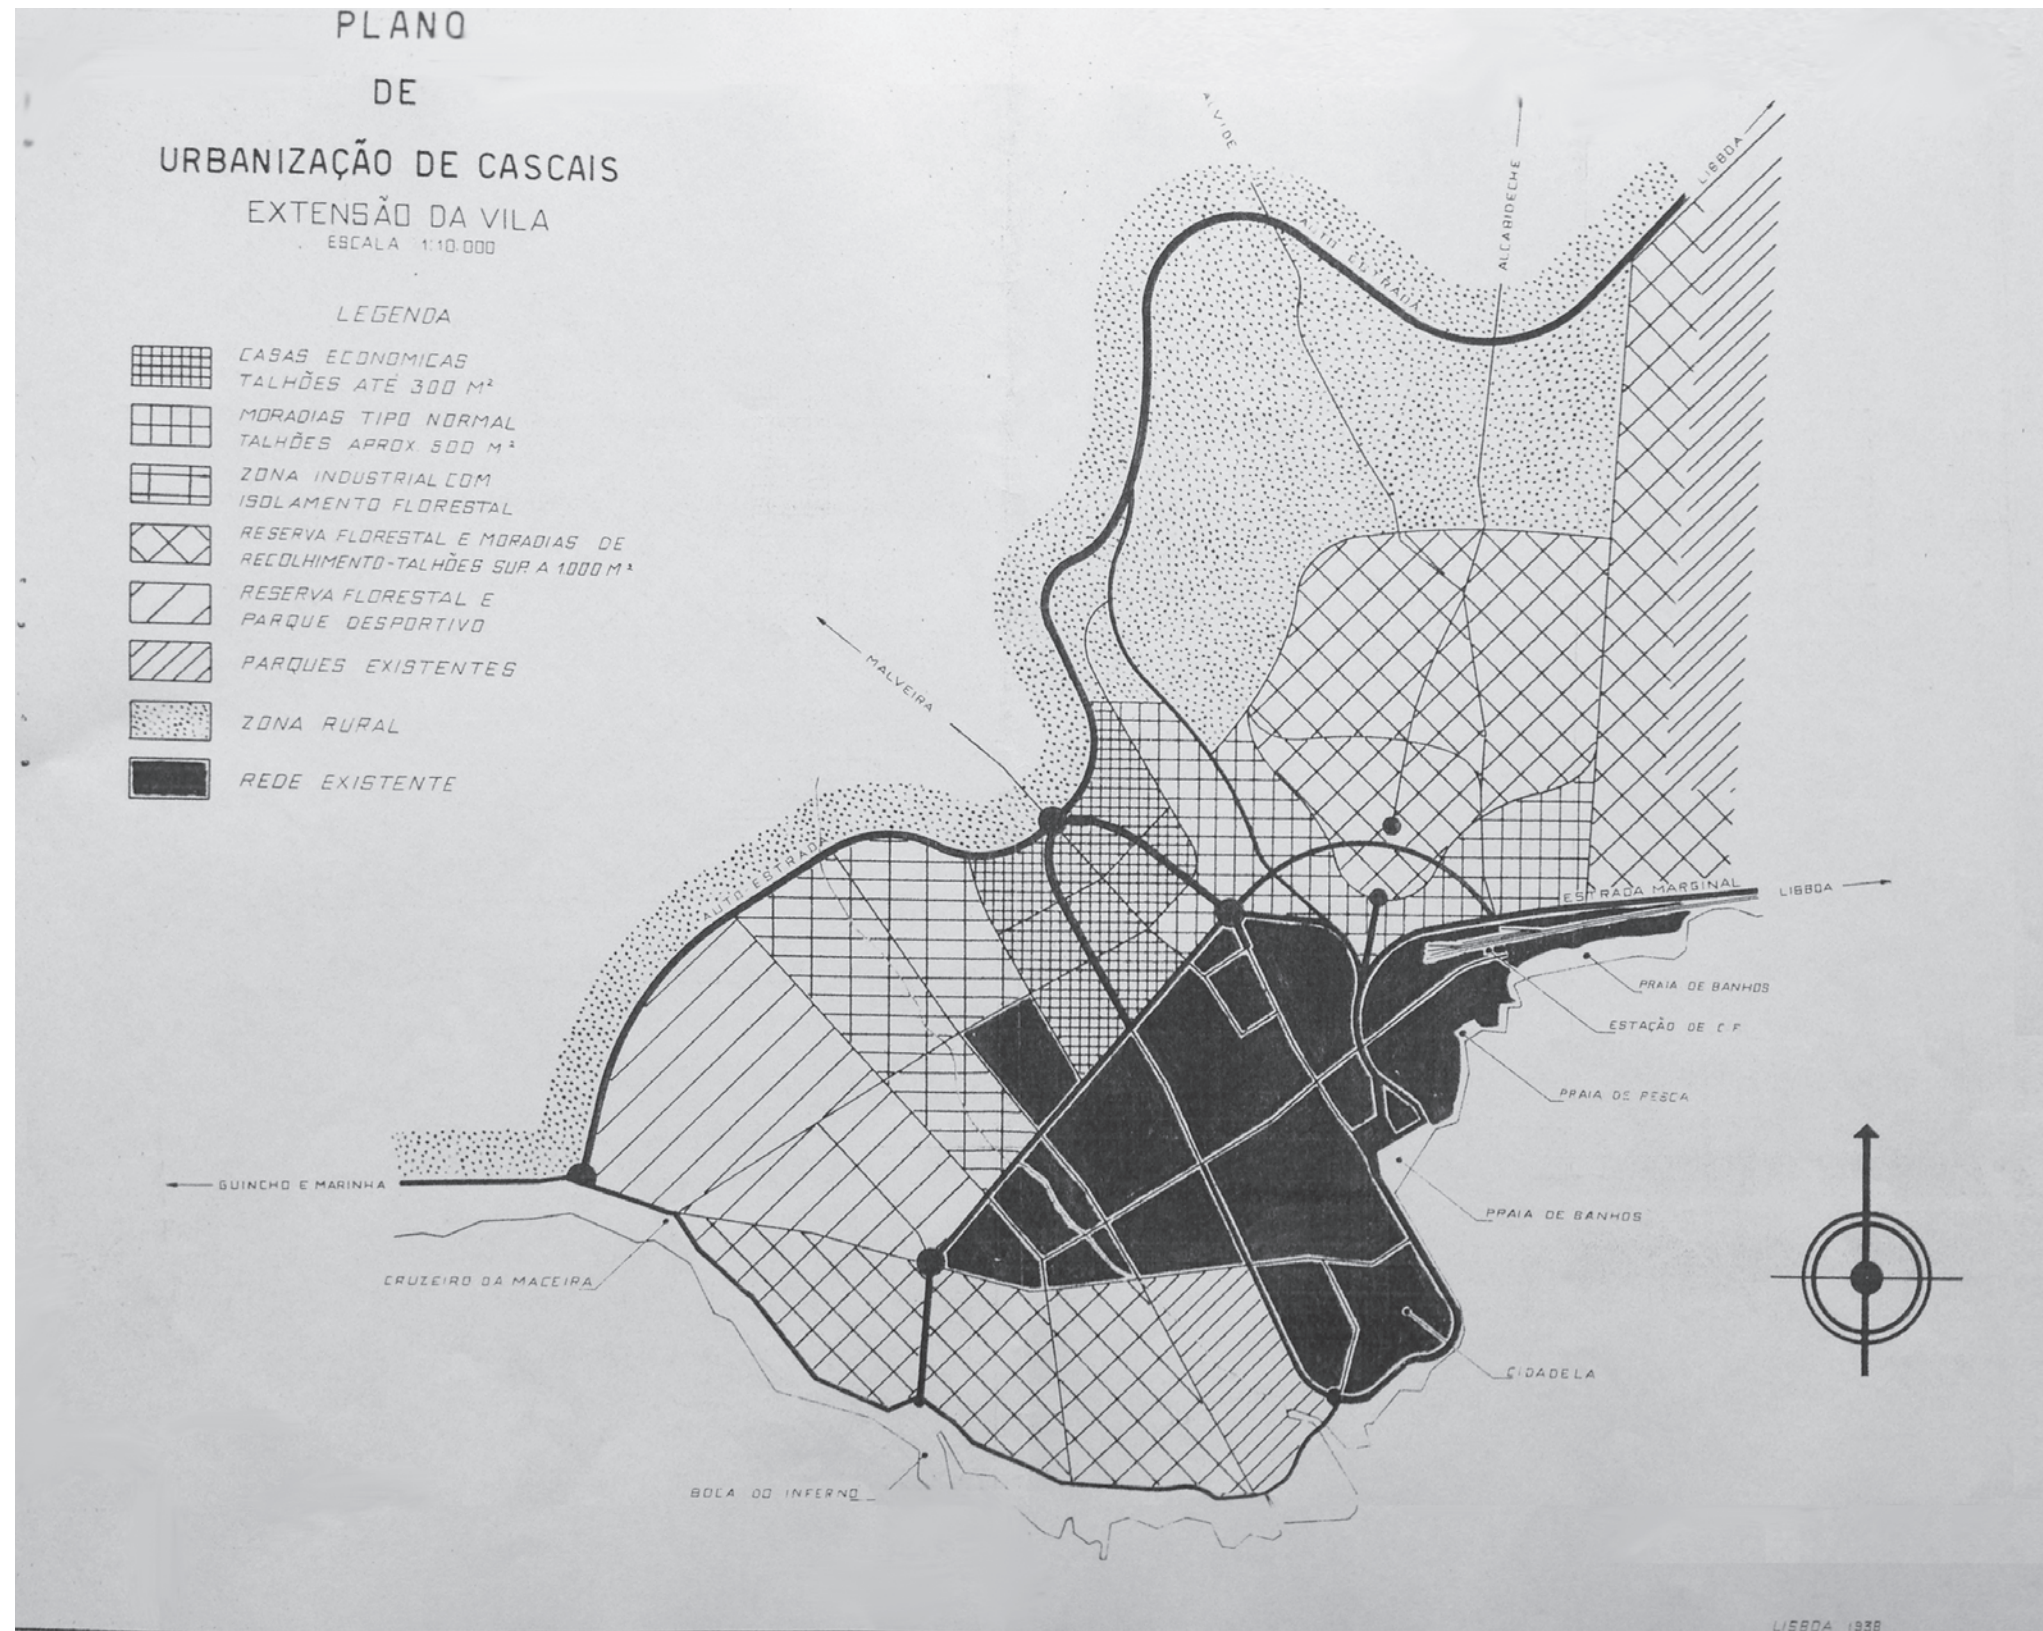 PLANO
DE
URBANIZAÇÃO DE CASCAIS
EXTENSÃO DA VILA
ESCALA 1:10.000
LEGENDA
CASAS ECONOMICAS
TALHÕES ATÉ 300 M²
MORADIAS TIPO NORMAL
TALHÕES APROX. 500 M²
ZONA INDUSTRIAL COM
ISOLAMENTO FLORESTAL
RESERVA FLORESTAL E MORADIAS DE
RECOLHIMENTO-TALHÕES SUP. A 1.000 M²
RESERVA FLORESTAL E
PARQUE DESPORTIVO
PARQUES EXISTENTES
ZONA RURAL
REDE EXISTENTE
ALVIDE
ALCABIDECHE
LISBOA
AUTO ESTRADA
MALVEIRA
AUTO-ESTRADA
ESTRADA MARGINAL
LISBOA
PRAIA DE BANHOS
ESTAÇÃO DE C.F.
PRAIA DE PESCA
GUINCHO E MARINHA
PRAIA DE BANHOS
CRUZEIRO DA MACEIRA
CIDADELA
BOCA DO INFERNO
LISBOA 1938